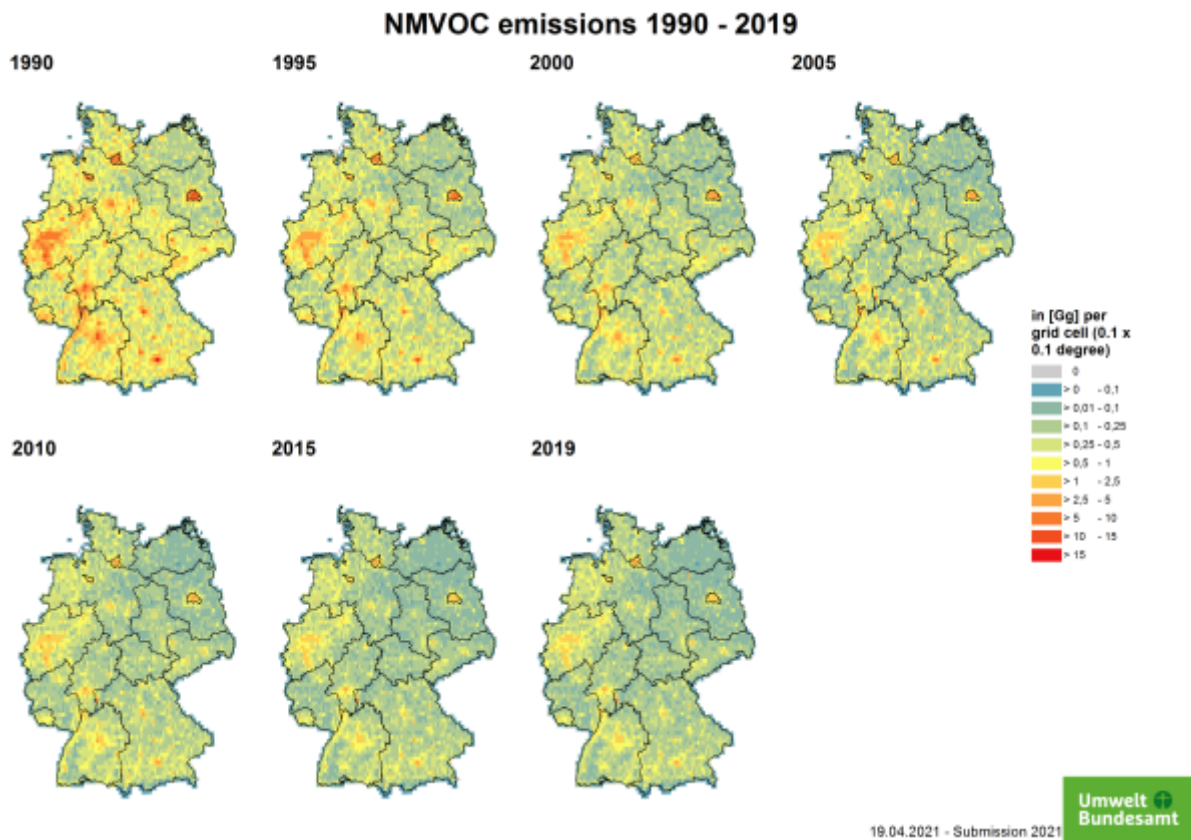 NMVOC emissions 1990 - 2019
1990
1995
2000
2005
2010
2015
2019
in [Gg] per
grid cell (0.1 x
0.1 degree)
0
> 0 - 0,1
> 0,01 - 0,1
> 0,1 - 0,25
> 0,25 - 0,5
> 0,5 - 1
> 1 - 2,5
> 2,5 - 5
> 5 - 10
> 10 - 15
> 15
Umwelt
Bundesamt
19.04.2021 - Submission 2021